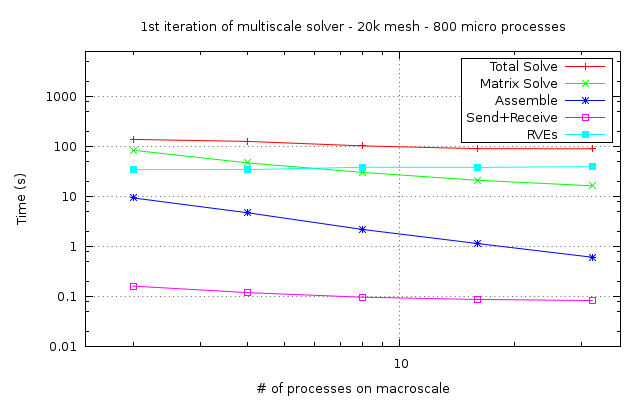 1st iteration of multiscale solver - 20k mesh - 800 micro processes
Total Solve
Matrix Solve
Assemble
Send+Receive
RVEs
1000
100
10
1
0.1
0.01
Time (s)
10
# of processes on macroscale